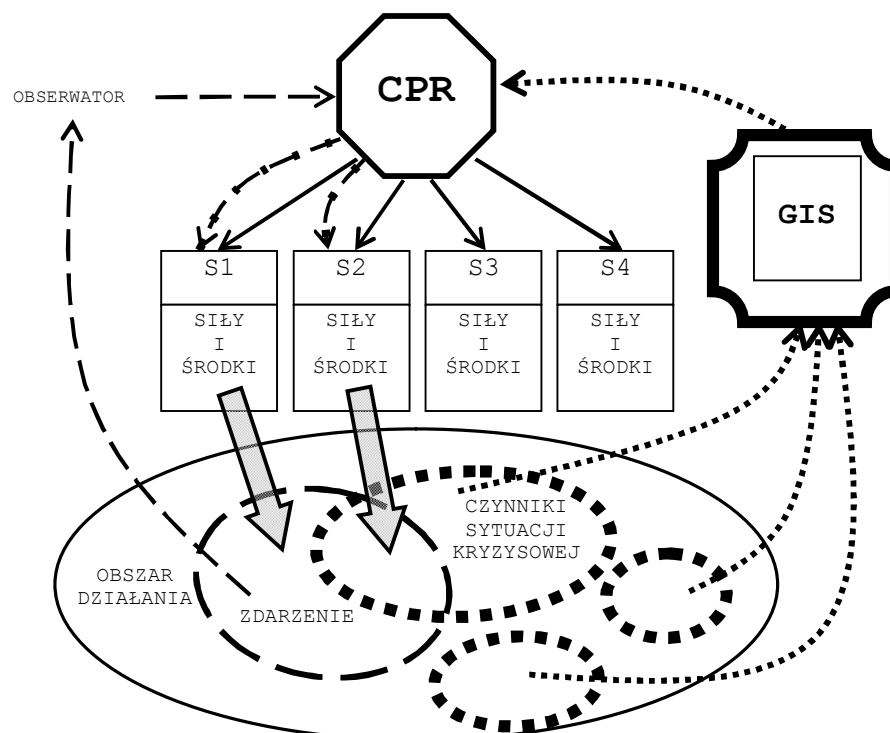 CPR
OBSERWATOR
GIS
S1
S2
S3
S4
SIŁY
I
ŚRODKI
SIŁY
I
ŚRODKI
SIŁY
I
ŚRODKI
SIŁY
I
ŚRODKI
CZYNNIKI
SYTUACJI
KRYZYSOWEJ
OBSZAR
DZIAŁANIA
ZDARZENIE